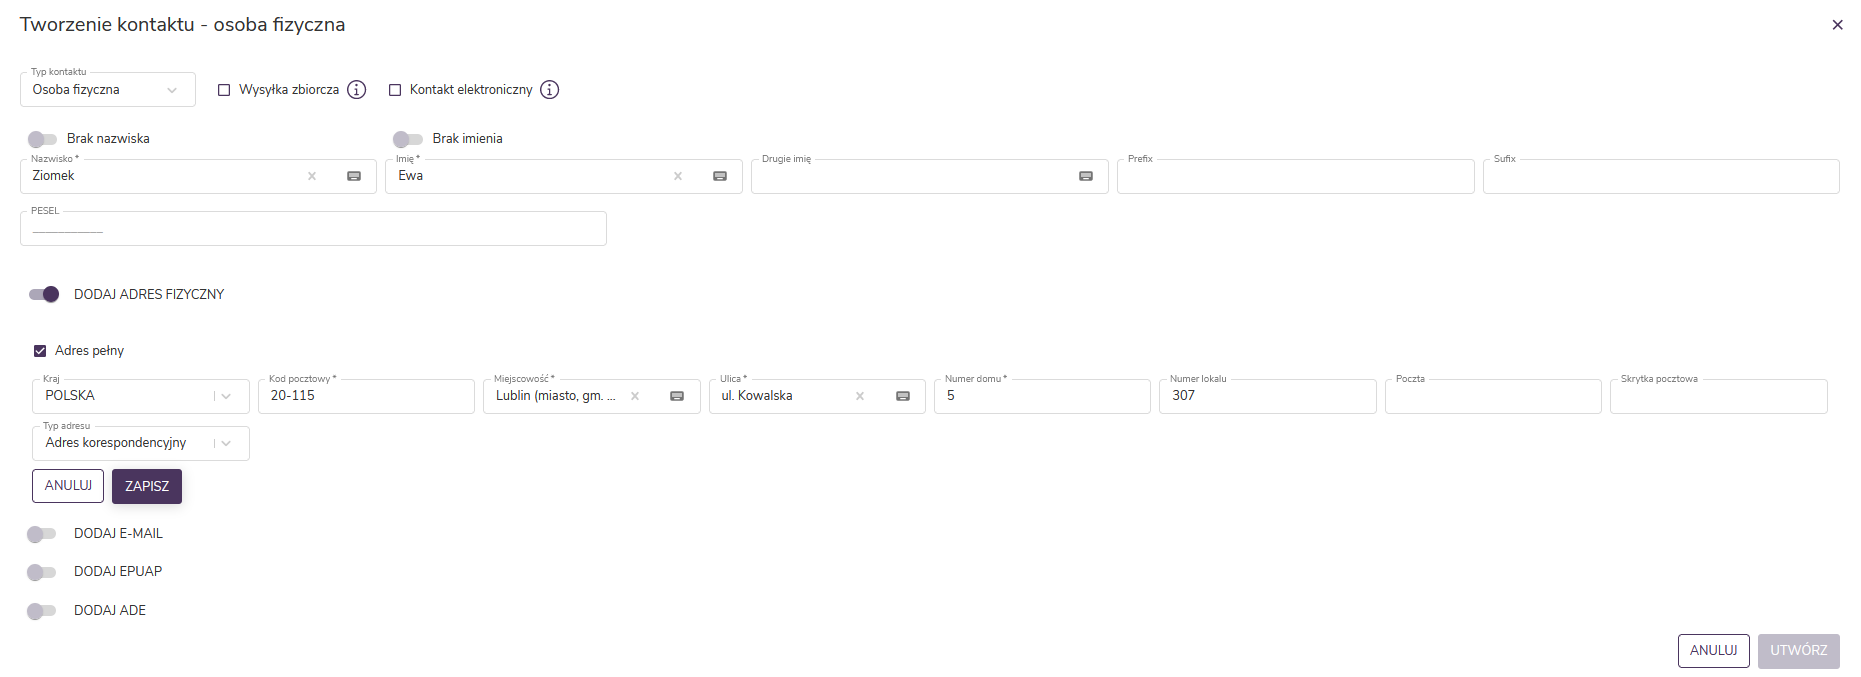 Tworzenie kontaktu - osoba fizyczna
Typ kontaktu
Osoba fizyczna
Wysyłka zbiorcza
Kontakt elektroniczny
Brak nazwiska
Brak imienia
Nazwisko *
Ziomek
Imię *
Ewa
Drugie imię
Prefix
Sufix
PESEL
___________
DODAJ ADRES FIZYCZNY
Adres pełny
Kraj
POLSKA
Kod pocztowy *
20-115
Miejscowość *
Lublin (miasto, gm. ...
Ulica *
ul. Kowalska
Numer domu *
5
Numer lokalu
307
Poczta
Skrytka pocztowa
Typ adresu
Adres korespondencyjny
ANULUJ
ZAPISZ
DODAJ E-MAIL
DODAJ EPUAP
DODAJ ADE
ANULUJ
UTWÓRZ